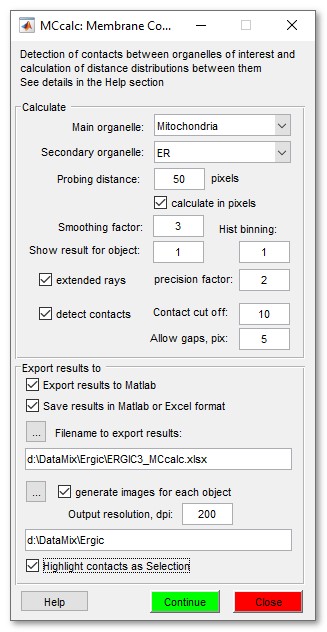 MCcalc: Membrane Co...
Detection of contacts between organelles of interest and
calculation of distance distributions between them
See details in the Help section
Calculate
Main organelle: Mitochondria
Secondary organelle: ER
Probing distance: 50 pixels
calculate in pixels
Smoothing factor: 3 Hist binning:
Show result for object: 1 1
extended rays precision factor: 2
detect contacts Contact cut off: 10
Allow gaps, pix: 5
Export results to
Export results to Matlab
Save results in Matlab or Excel format
... Filename to export results:
d:\DataMix\Ergic\ERGIC3_MCcalc.xlsx
... generate images for each object
Output resolution, dpi: 200
d:\DataMix\Ergic
Highlight contacts as Selection
Help Continue Close